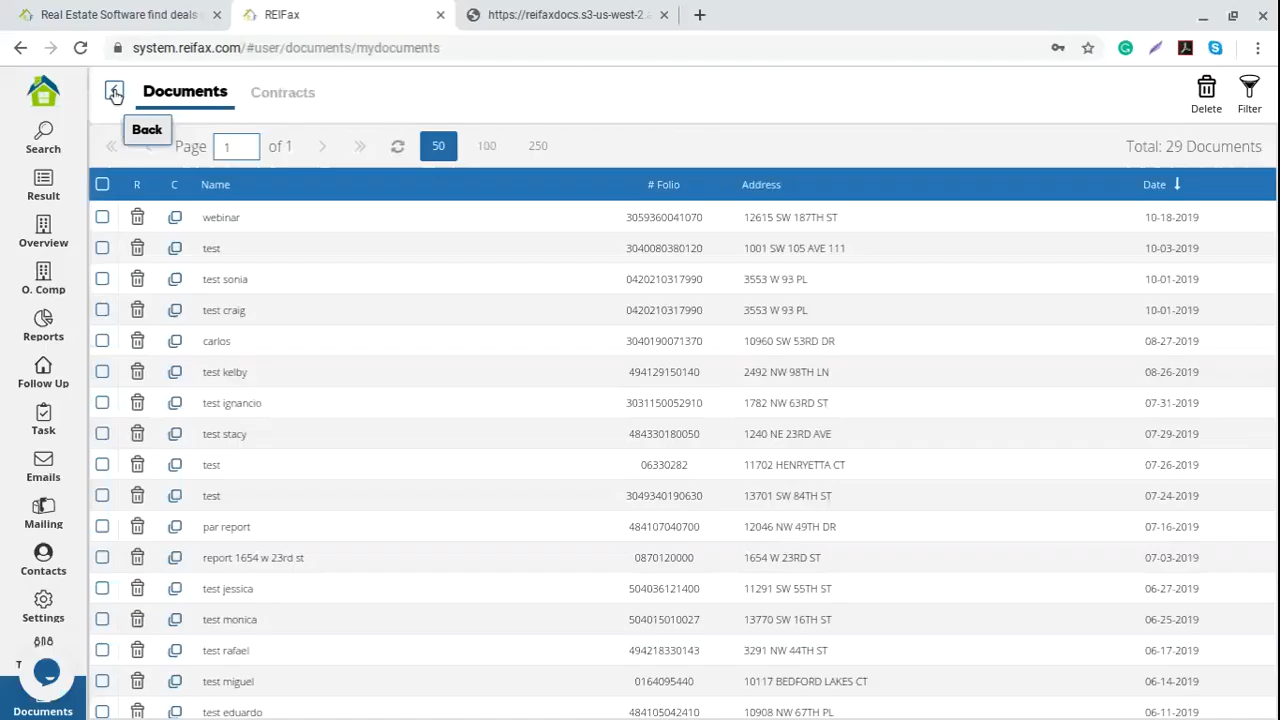 Real Estate Software find deals
REIFax
https://reifaxdocs.s3-us-west-2.
system.reifax.com/#user/documents/mydocuments
Documents
Contracts
Delete
Filter
Back
Page 1 of 1
50
100
250
Total: 29 Documents
R C Name # Folio Address Date
webinar 3059360041070 12615 SW 187TH ST 10-18-2019
test 3040080380120 1001 SW 105 AVE 111 10-03-2019
test sonia 0420210317990 3553 W 93 PL 10-01-2019
test craig 0420210317990 3553 W 93 PL 10-01-2019
carlos 3040190071370 10960 SW 53RD DR 08-27-2019
test kelby 494129150140 2492 NW 98TH LN 08-26-2019
test ignancio 3031150052910 1782 NW 63RD ST 07-31-2019
test stacy 484330180050 1240 NE 23RD AVE 07-29-2019
test 06330282 11702 HENRYETTA CT 07-26-2019
test 3049340190630 13701 SW 84TH ST 07-24-2019
par report 484107040700 12046 NW 49TH DR 07-16-2019
report 1654 w 23rd st 0870120000 1654 W 23RD ST 07-03-2019
test jessica 504036121400 11291 SW 55TH ST 06-27-2019
test monica 504015010027 13770 SW 16TH ST 06-25-2019
test rafael 494218330143 3291 NW 44TH ST 06-17-2019
test miguel 0164095440 10117 BEDFORD LAKES CT 06-14-2019
test eduardo 484105042410 10908 NW 67TH PL 06-11-2019
Search
Result
Overview
O. Comp
Reports
Follow Up
Task
Emails
Mailing
Contacts
Settings
T
Documents